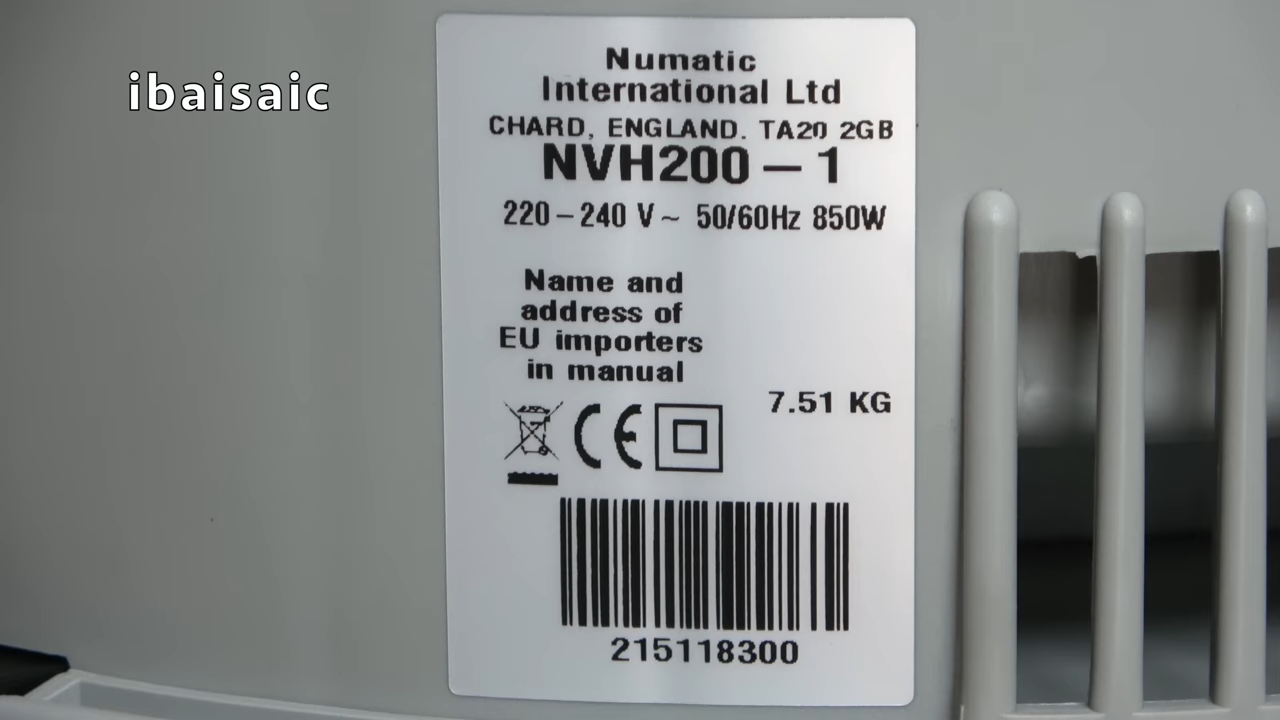 ibaisaic
Numatic
International Ltd
CHARD, ENGLAND. TA20 2GB
NVH200 – 1
220 – 240 V ~ 50/60Hz 850W
Name and
address of
EU importers
in manual
7.51 KG
CE
215118300